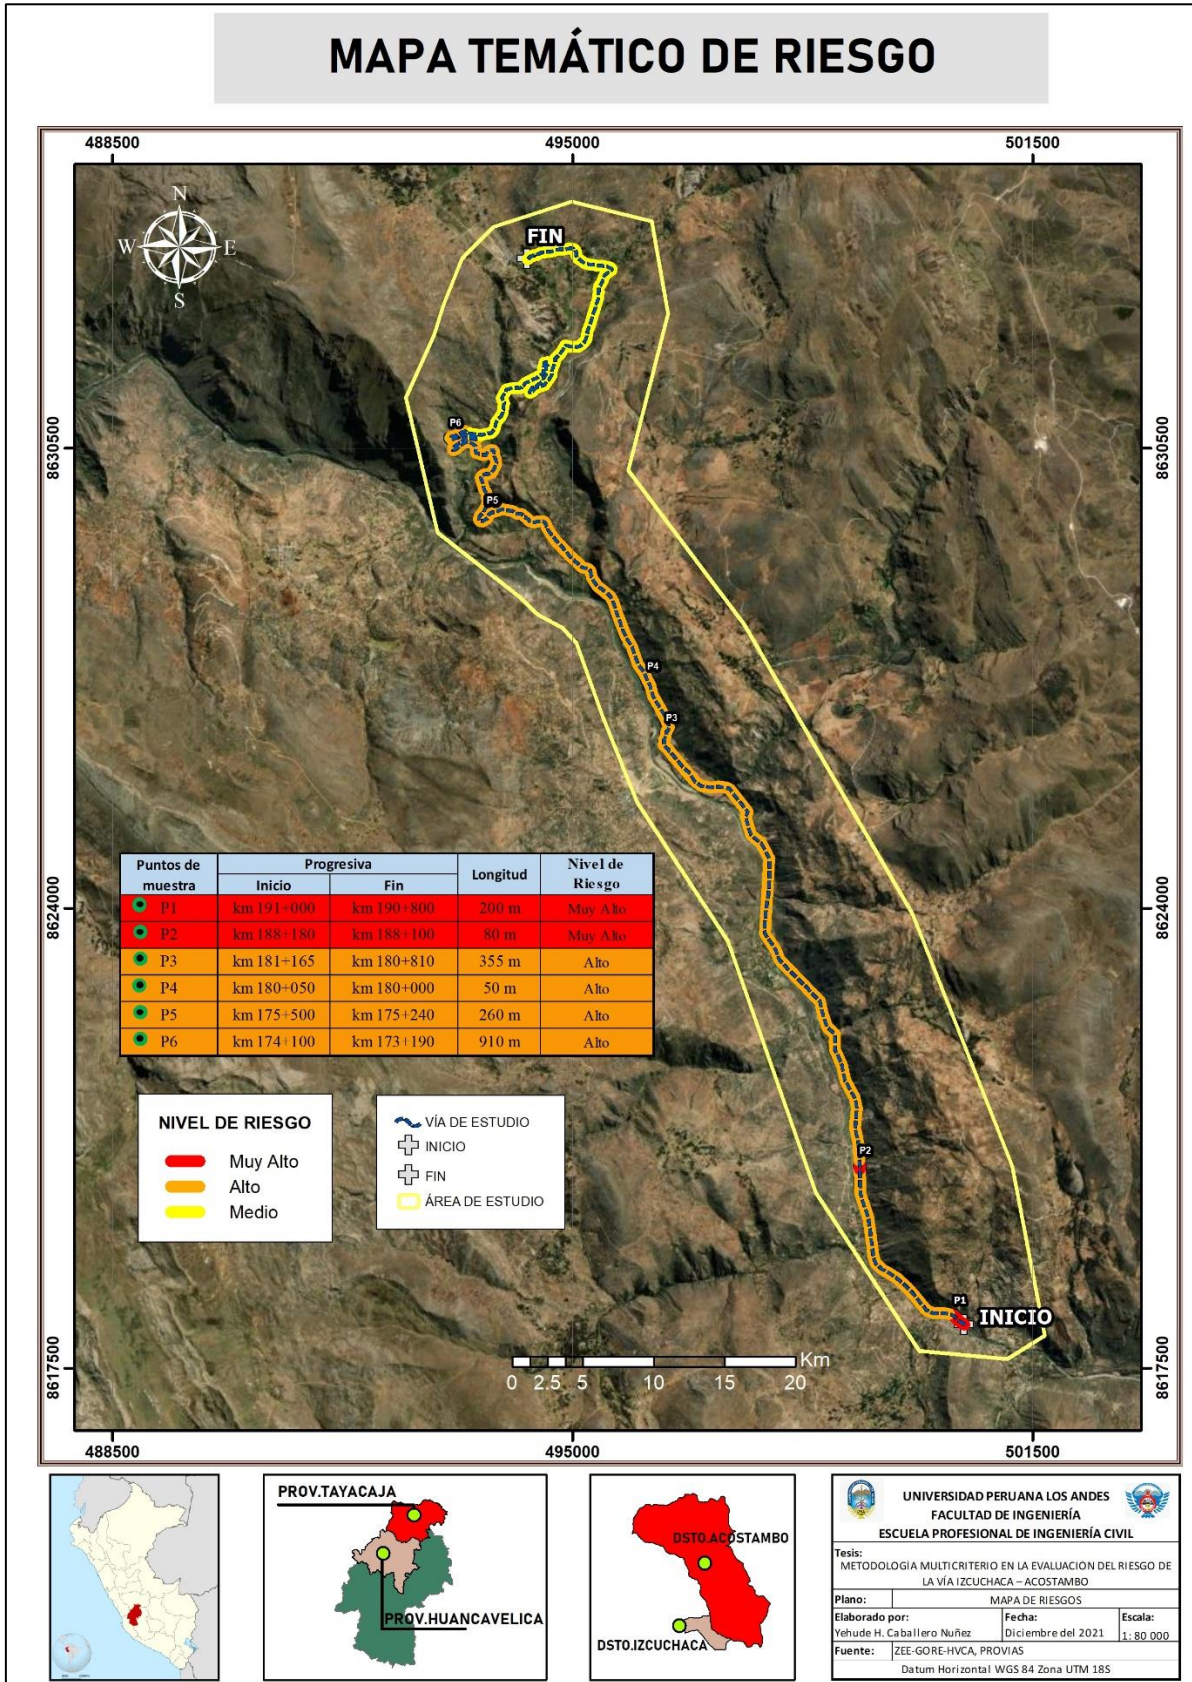 MAPA TEMÁTICO DE RIESGO
488500
495000
501500
N
W
E
S
FIN
P6
8630500
8630500
P5
P4
P3
Puntos de muestra
Progresiva
Longitud
Nivel de Riesgo
Inicio
Fin
P1 km 191+000 km 190+800 200 m Muy Alto
P2 km 188+180 km 188+100 80 m Muy Alto
P3 km 181+165 km 180+810 355 m Alto
P4 km 180+050 km 180+000 50 m Alto
P5 km 175+500 km 175+240 260 m Alto
P6 km 174+100 km 173+190 910 m Alto
8624000
8624000
NIVEL DE RIESGO
Muy Alto
Alto
Medio
VÍA DE ESTUDIO
INICIO
FIN
ÁREA DE ESTUDIO
P2
P1
INICIO
Km
0 2.5 5 10 15 20
8617500
8617500
488500
495000
501500
PROV.TAYACAJA
PROV.HUANCAVELICA
DSTO.ACOSTAMBO
DSTO.IZCUCHACA
UNIVERSIDAD PERUANA LOS ANDES
FACULTAD DE INGENIERÍA
ESCUELA PROFESIONAL DE INGENIERÍA CIVIL
Tesis:
METODOLOGIA MULTICRITERIO EN LA EVALUACION DEL RIESGO DE
LA VÍA IZCUCHACA – ACOSTAMBO
Plano: MAPA DE RIESGOS
Elaborado por: Fecha: Escala:
Yehude H. Caballero Nuñez Diciembre del 2021 1: 80 000
Fuente: ZEE-GORE-HVCA, PROVIAS
Datum Horizontal WGS 84 Zona UTM 18S